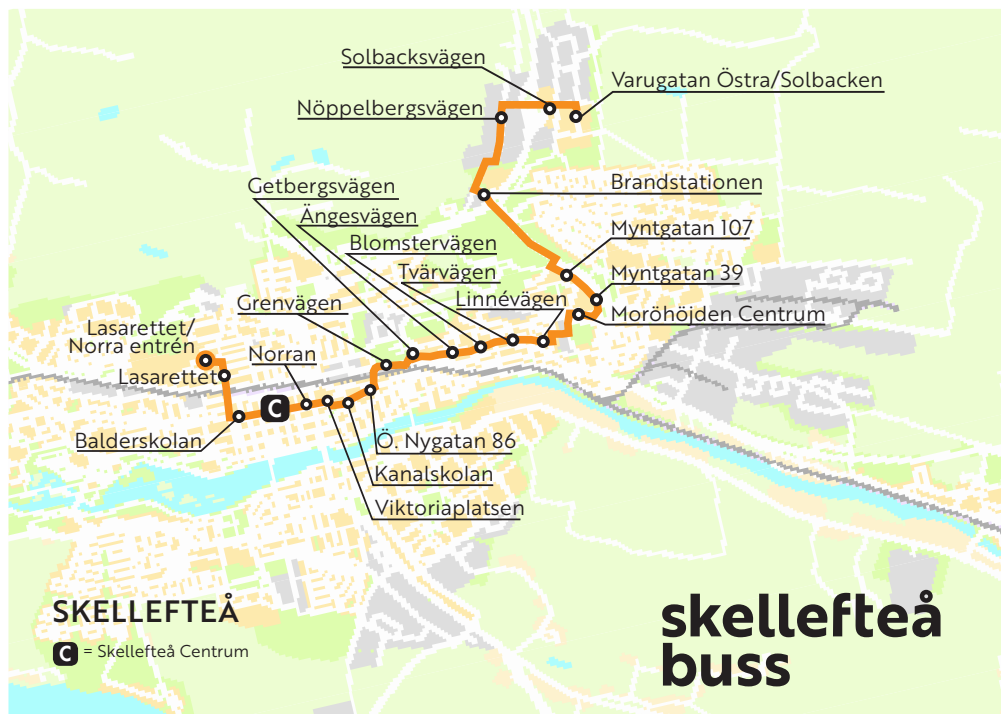 Solbacksvägen
Varugatan Östra/Solbacken
Nöppelbergsvägen
Getbergsvägen
Brandstationen
Ängesvägen
Myntgatan 107
Blomstervägen
Tvärvägen
Myntgatan 39
Grenvägen
Linnévägen
Moröhöjden Centrum
Lasarettet/
Norra entrén
Norran
Lasarettet
C
Balderskolan
Ö. Nygatan 86
Kanalskolan
Viktoriaplatsen
SKELLEFTEÅ
C = Skellefteå Centrum
skellefteå
buss